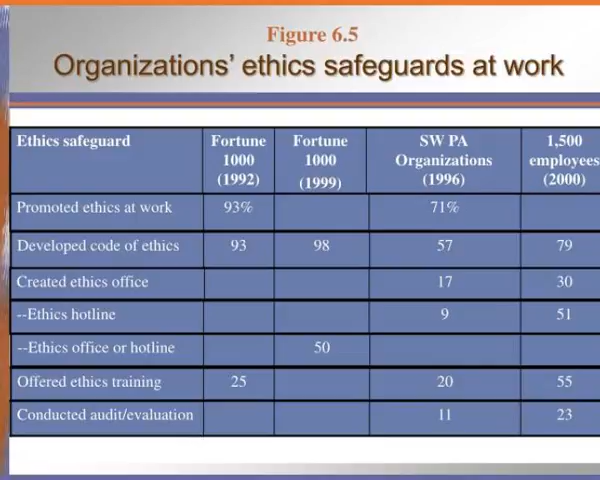 Figure 6.5
Organizations' ethics safeguards at work
Ethics safeguard Fortune 1000 (1992) Fortune 1000 (1999) SW PA Organizations (1996) 1,500 employees (2000)
Promoted ethics at work 93% 71%
Developed code of ethics 93 98 57 79
Created ethics office 17 30
--Ethics hotline 9 51
--Ethics office or hotline 50
Offered ethics training 25 20 55
Conducted audit/evaluation 11 23